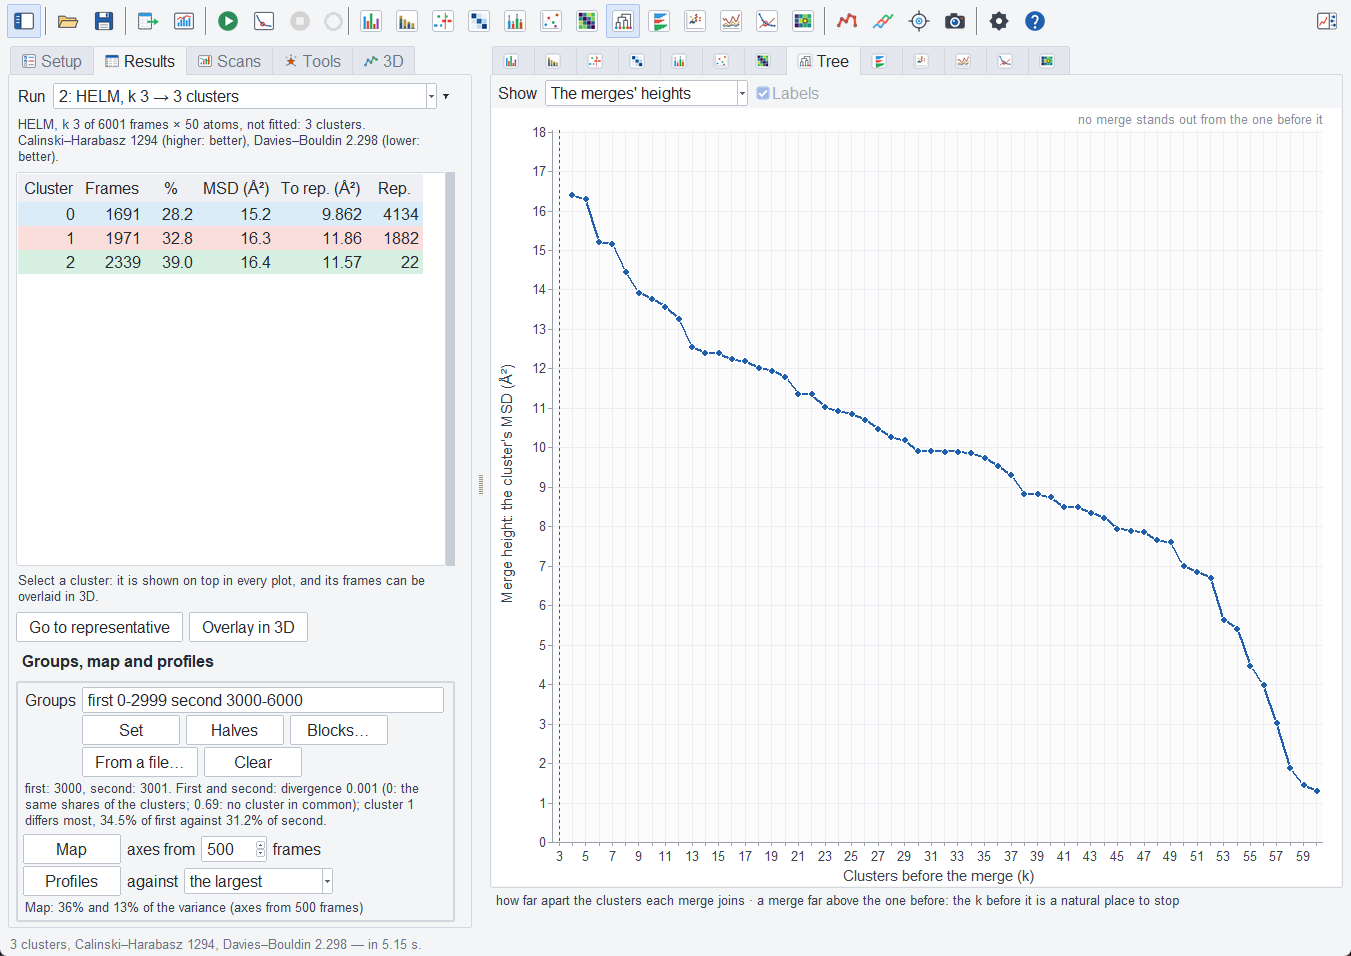 Setup
Results
Scans
Tools
3D
Tree
Run
2: HELM, k 3 → 3 clusters
HELM, k 3 of 6001 frames × 50 atoms, not fitted: 3 clusters.
Calinski–Harabasz 1294 (higher: better), Davies–Bouldin 2.298 (lower:
better).
Cluster Frames % MSD (Å²) To rep. (Å²) Rep.
0 1691 28.2 15.2 9.862 4134
1 1971 32.8 16.3 11.86 1882
2 2339 39.0 16.4 11.57 22
Select a cluster: it is shown on top in every plot, and its frames can be
overlaid in 3D.
Go to representative
Overlay in 3D
Groups, map and profiles
Groups
first 0-2999 second 3000-6000
Set
Halves
Blocks...
From a file...
Clear
first: 3000, second: 3001. First and second: divergence 0.001 (0: the
same shares of the clusters; 0.69: no cluster in common); cluster 1
differs most, 34.5% of first against 31.2% of second.
Map
axes from
500
frames
Profiles
against
the largest
Map: 36% and 13% of the variance (axes from 500 frames)
3 clusters, Calinski–Harabasz 1294, Davies–Bouldin 2.298 — in 5.15 s.
Show
The merges' heights
Labels
no merge stands out from the one before it
18
17
16
15
14
13
12
11
10
9
8
7
6
5
4
3
2
1
0
Merge height: the cluster's MSD (Å²)
3 5 7 9 11 13 15 17 19 21 23 25 27 29 31 33 35 37 39 41 43 45 47 49 51 53 55 57 59
Clusters before the merge (k)
how far apart the clusters each merge joins · a merge far above the one before: the k before it is a natural place to stop